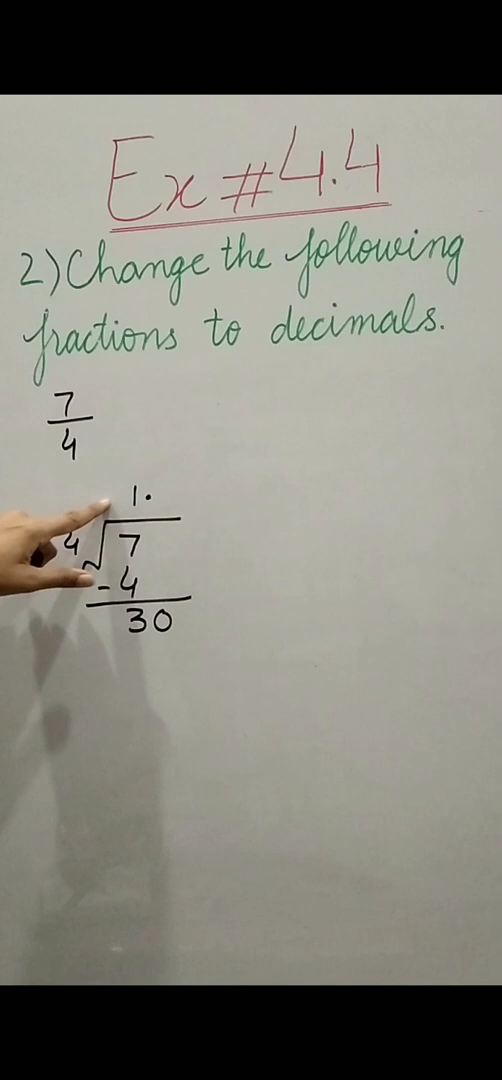 Ex #4.4
2) Change the following
fractions to decimals.
7
4
1.
4 7
-4
30